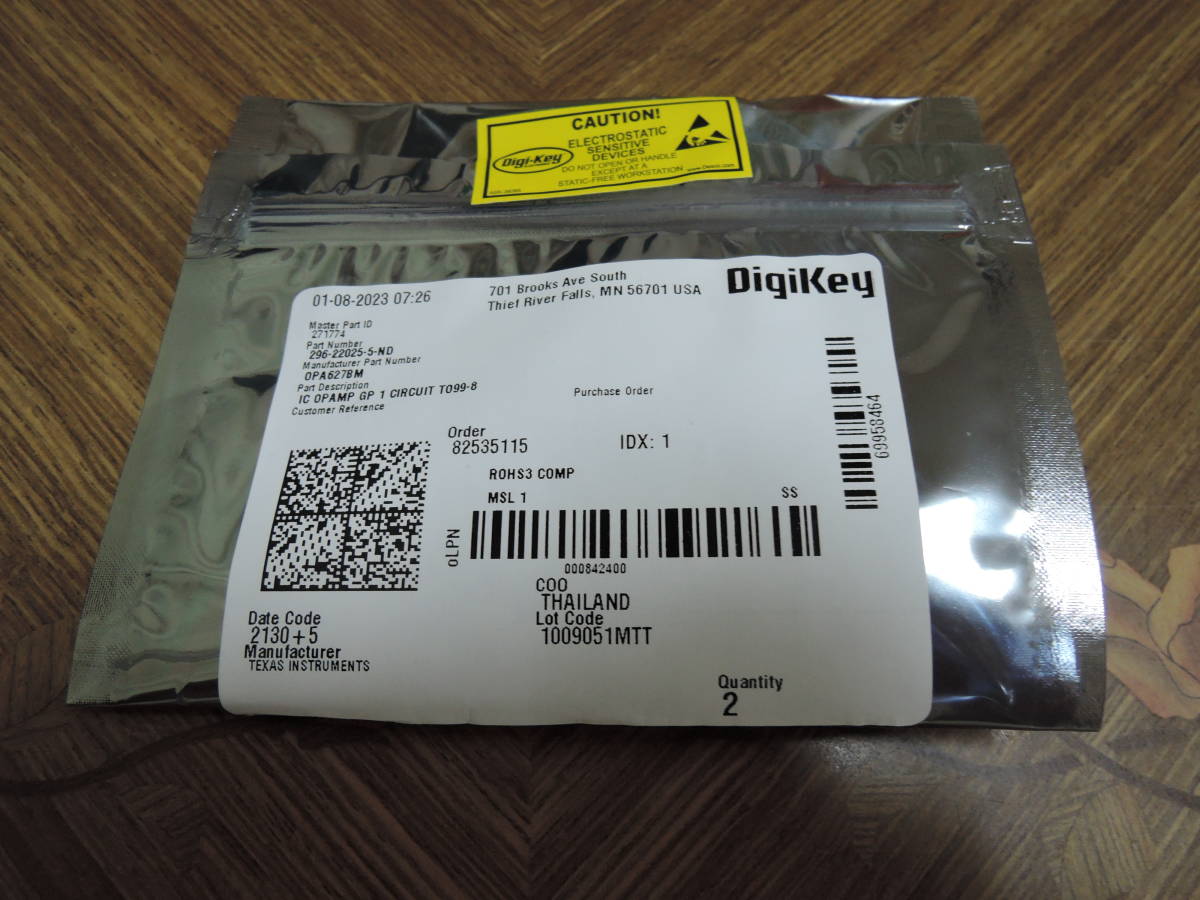 CAUTION!
ELECTROSTATIC
SENSITIVE
DEVICES
DO NOT OPEN OR HANDLE
EXCEPT AT A
STATIC-FREE WORKSTATION
Digi-Key
01-08-2023 07:26
701 Brooks Ave South
Thief River Falls, MN 56701 USA
DigiKey
Master Part ID
271774
Part Number
296-22025-5-ND
Manufacturer Part Number
OPA627BM
Part Description
IC OPAMP GP 1 CIRCUIT TO99-8
Customer Reference
Purchase Order
Order
82535115
IDX: 1
ROHS3 COMP
MSL 1
SS
oLPN
000842400
69958464
COO
THAILAND
Lot Code
1009051MTT
Date Code
2130+5
Manufacturer
TEXAS INSTRUMENTS
Quantity
2